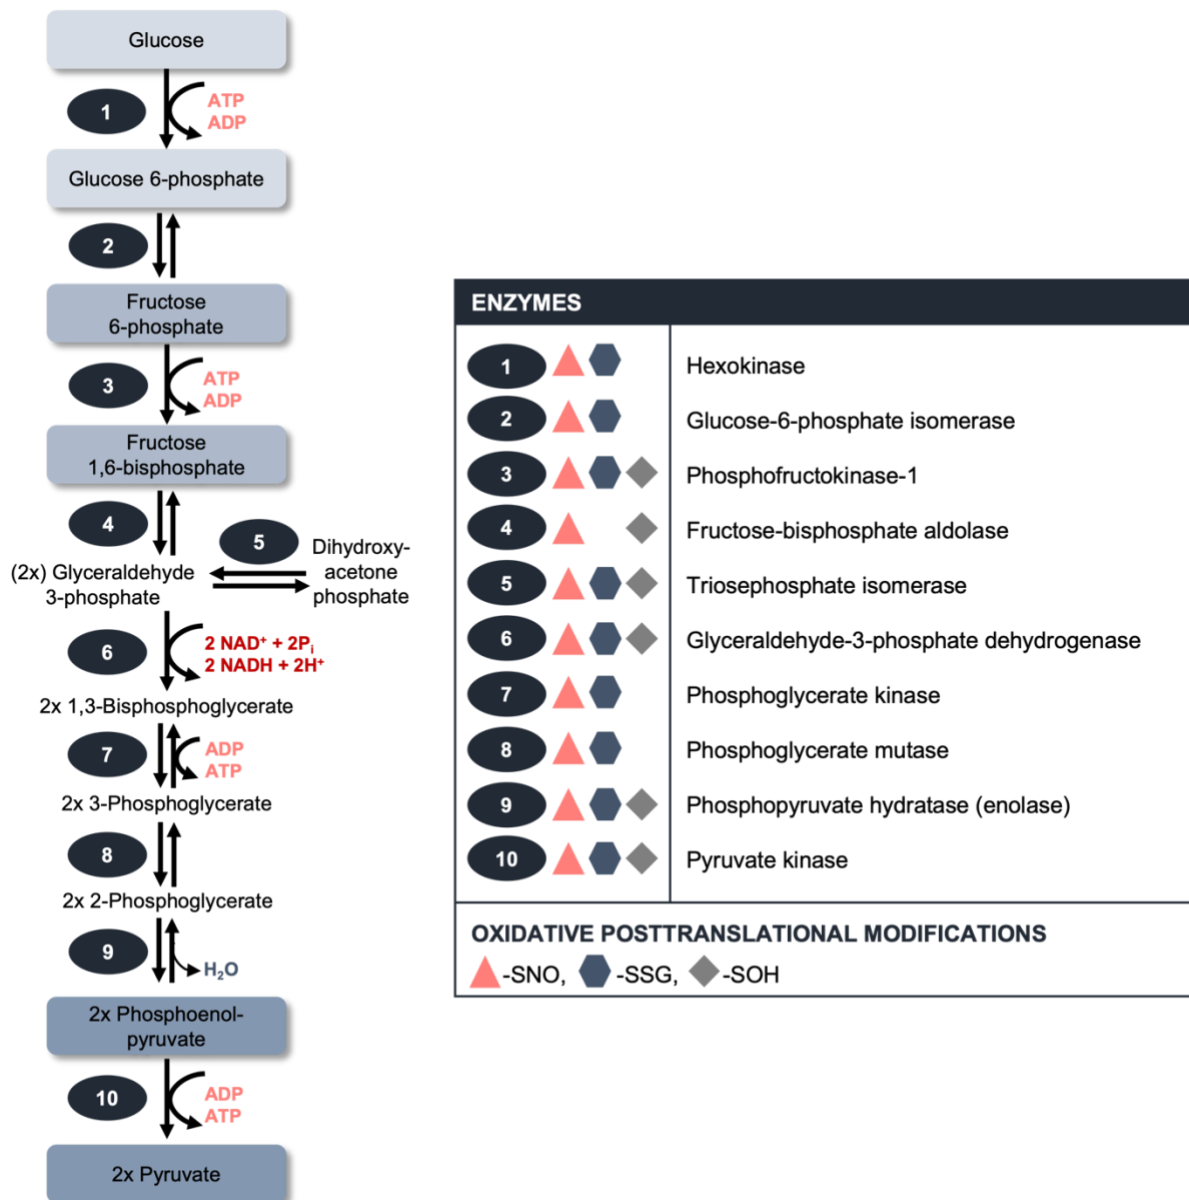 Glucose
1
ATP
ADP
Glucose 6-phosphate
2
Fructose
6-phosphate
3
ATP
ADP
Fructose
1,6-bisphosphate
4
5
Dihydroxy-
acetone
phosphate
(2x) Glyceraldehyde
3-phosphate
6
2 NAD⁺ + 2Pᵢ
2 NADH + 2H⁺
2x 1,3-Bisphosphoglycerate
7
ADP
ATP
2x 3-Phosphoglycerate
8
2x 2-Phosphoglycerate
9
H₂O
2x Phosphoenol-
pyruvate
10
ADP
ATP
2x Pyruvate
ENZYMES
1 Hexokinase
2 Glucose-6-phosphate isomerase
3 Phosphofructokinase-1
4 Fructose-bisphosphate aldolase
5 Triosephosphate isomerase
6 Glyceraldehyde-3-phosphate dehydrogenase
7 Phosphoglycerate kinase
8 Phosphoglycerate mutase
9 Phosphopyruvate hydratase (enolase)
10 Pyruvate kinase
OXIDATIVE POSTTRANSLATIONAL MODIFICATIONS
-SNO, -SSG, -SOH